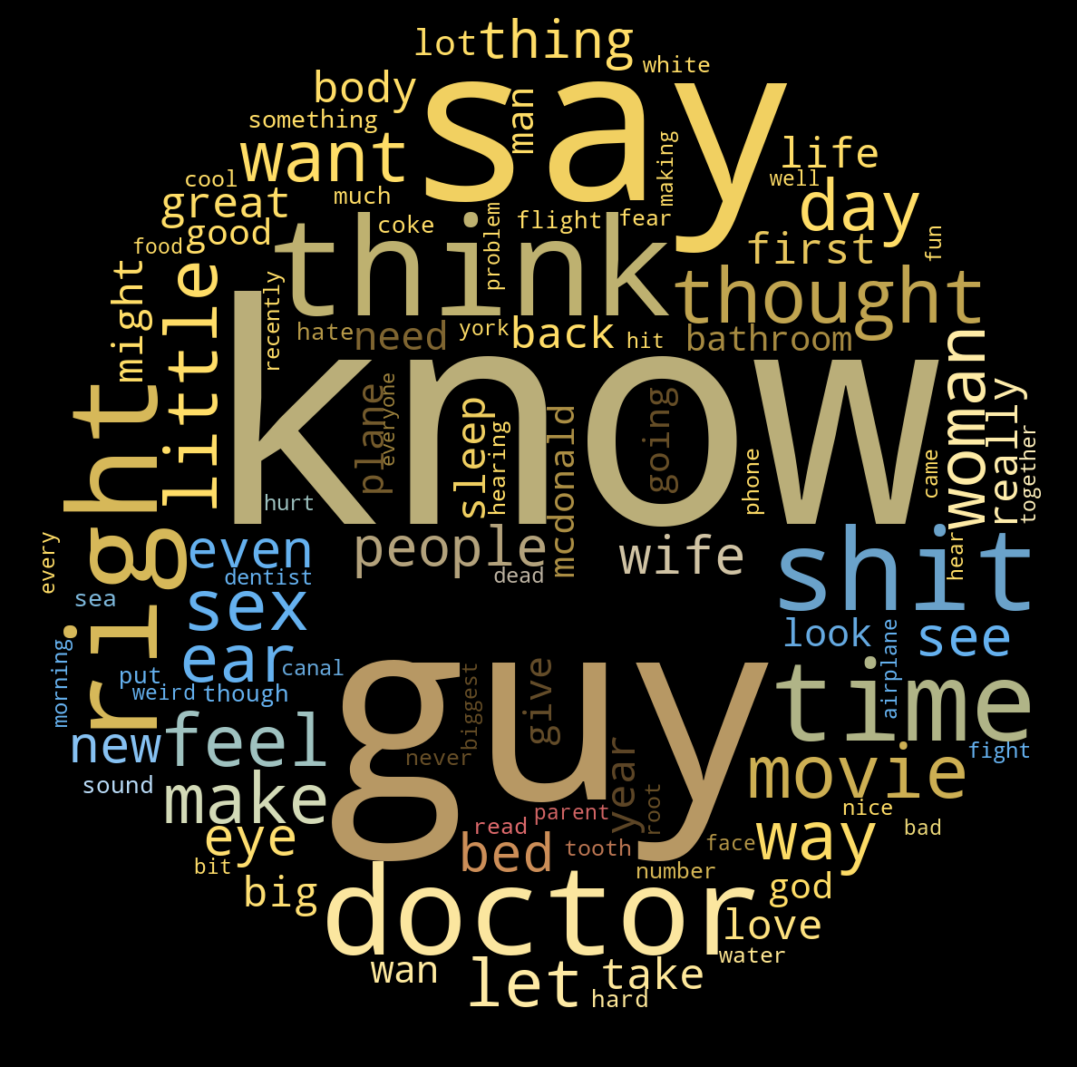 lot
thing
white
body
say
man
something
want
making
life
cool
much
well
great
day
problem
coke
flight
fear
good
food
think
first
fun
might
little
recently
know
thought
hate
need
york
back
hit
bathroom
right
plane
everyone
sleep
hearing
mcdonald
going
phone
came
woman
really
together
hurt
every
even
people
dead
wife
shit
hear
dentist
sea
sex
look
see
airplane
morning
ear
canal
put
weird
though
guy
biggest
give
time
new
feel
never
year
fight
movie
sound
make
root
parent
nice
eye
read
bed
tooth
face
way
bad
bit
number
big
doctor
god
love
water
wan
let
take
hard